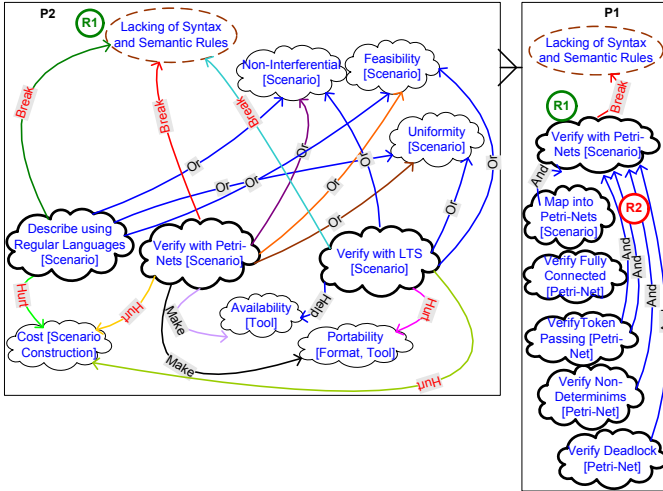 P2
R1
Lacking of Syntax
and Semantic Rules
Non-Interferential
[Scenario]
Feasibility
[Scenario]
Uniformity
[Scenario]
Break
Break
Break
Or
Or
Or
Or
Or
Or
Or
Or
Or
Describe using
Regular Languages
[Scenario]
Verify with Petri-
Nets [Scenario]
Verify with LTS
[Scenario]
Hurt
Hurt
Make
Make
Help
Hurt
Hurt
Availability
[Tool]
Cost [Scenario
Construction]
Portability
[Format, Tool]
P1
Lacking of Syntax
and Semantic Rules
R1
Break
Verify with Petri-
Nets [Scenario]
And
Map into
Petri-Nets
[Scenario]
R2
Verify Fully
Connected
[Petri-Net]
And
And
And
VerifyToken
Passing [Petri-
Net]
Verify Non-
Determinims
[Petri-Net]
Verify Deadlock
[Petri-Net]